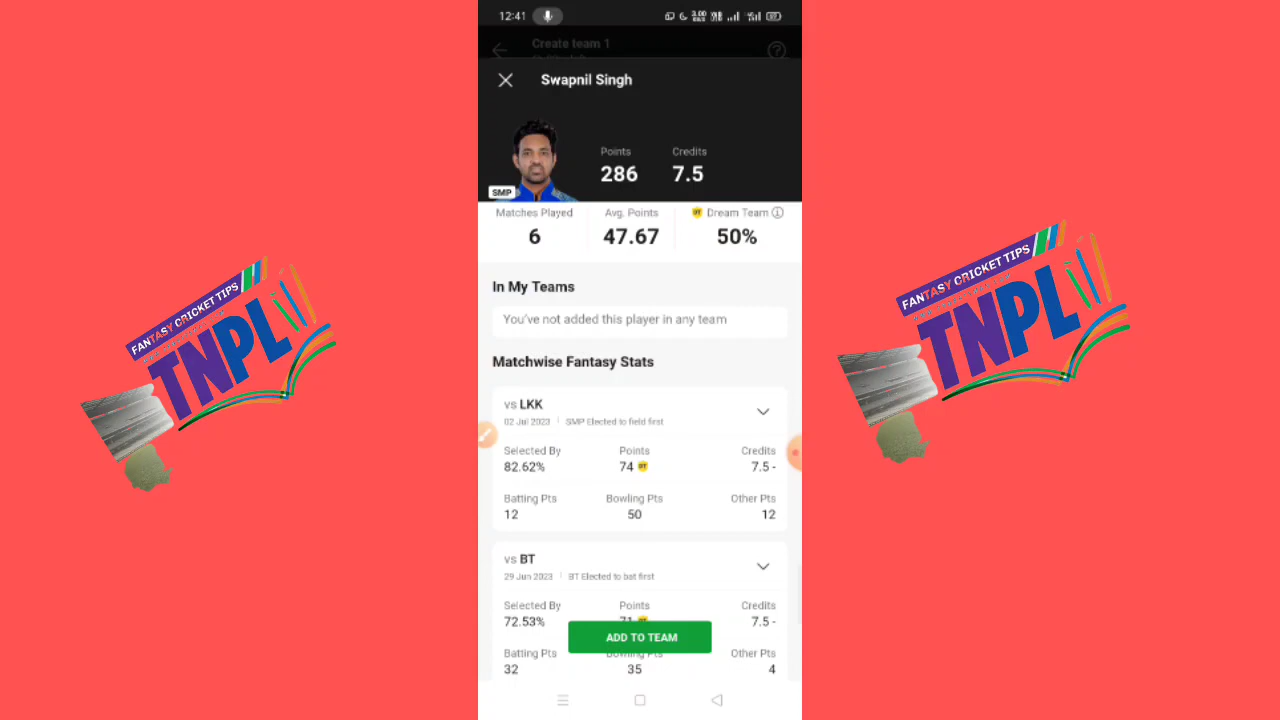 12:41
Create team 1
Swapnil Singh
Points
Credits
286
7.5
SMP
Matches Played
Avg. Points
DT Dream Team
6
47.67
50%
In My Teams
You've not added this player in any team
Matchwise Fantasy Stats
vs LKK
02 Jul 2023 | SMP Elected to field first
Selected By
Points
Credits
82.62%
74 DT
7.5 -
Batting Pts
Bowling Pts
Other Pts
12
50
12
vs BT
29 Jun 2023 | BT Elected to bat first
Selected By
Points
Credits
72.53%
71
7.5 -
ADD TO TEAM
Batting Pts
Bowling Pts
Other Pts
32
35
4
FANTASY CRICKET TIPS
TNPL
FANTASY CRICKET TIPS
TNPL